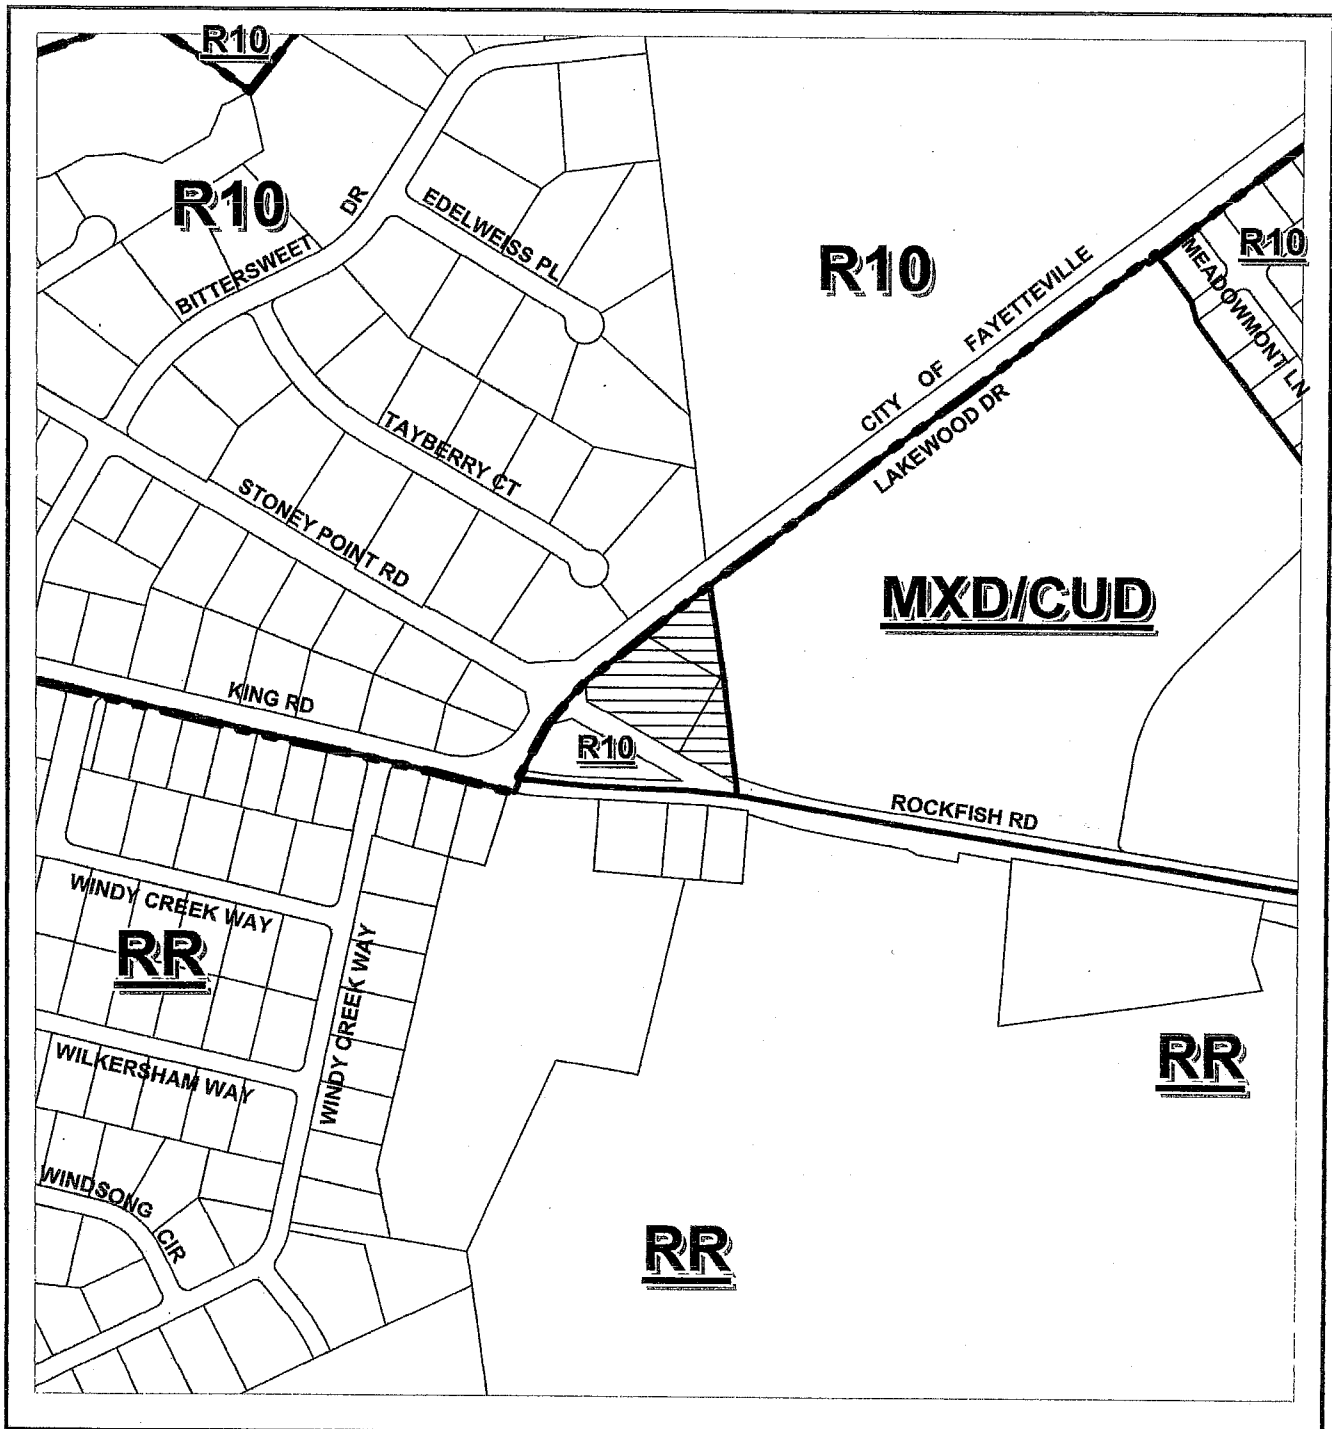 R10
R10
BITTERSWEET DR
EDELWEISS PL
R10
CITY OF FAYETTEVILLE
LAKEWOOD DR
R10
MEADOWMONT LN
TAYBERRY CT
STONEY POINT RD
MXD/CUD
KING RD
R10
ROCKFISH RD
WINDY CREEK WAY
RR
WINDY CREEK WAY
WILKERSHAM WAY
RR
WINDSONG CIR
RR